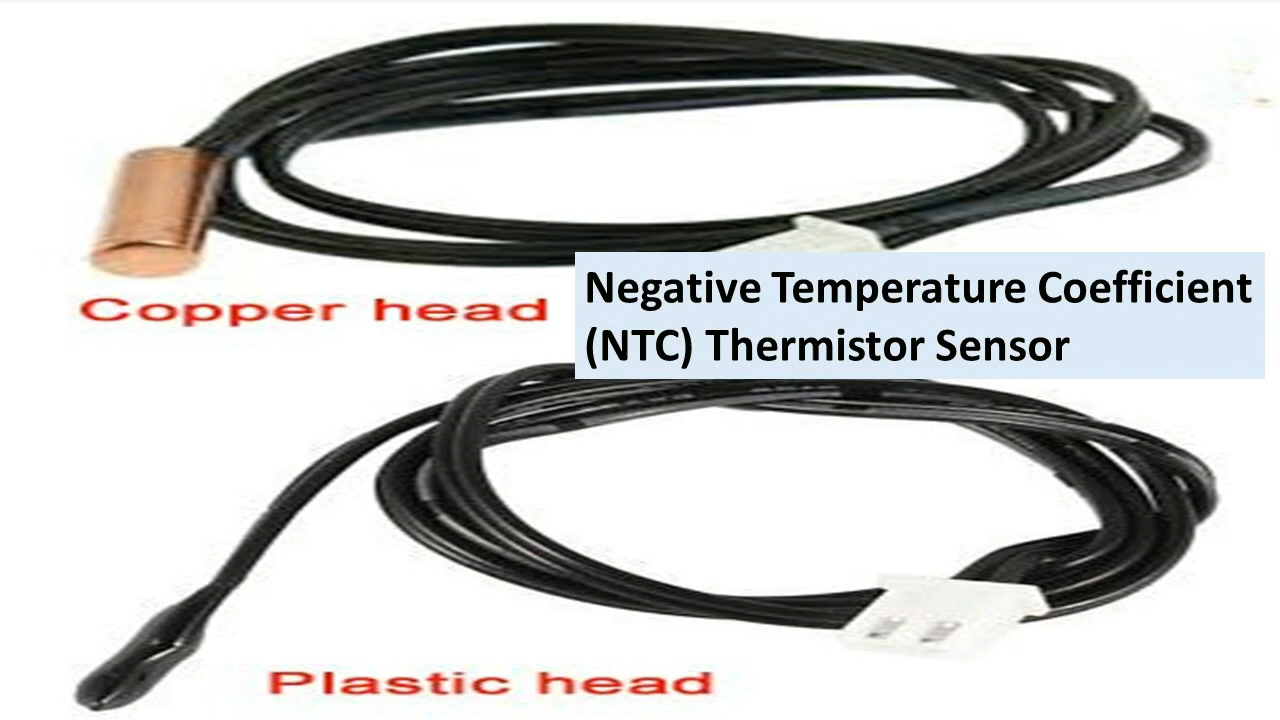 Copper head
Negative Temperature Coefficient
(NTC) Thermistor Sensor
Plastic head